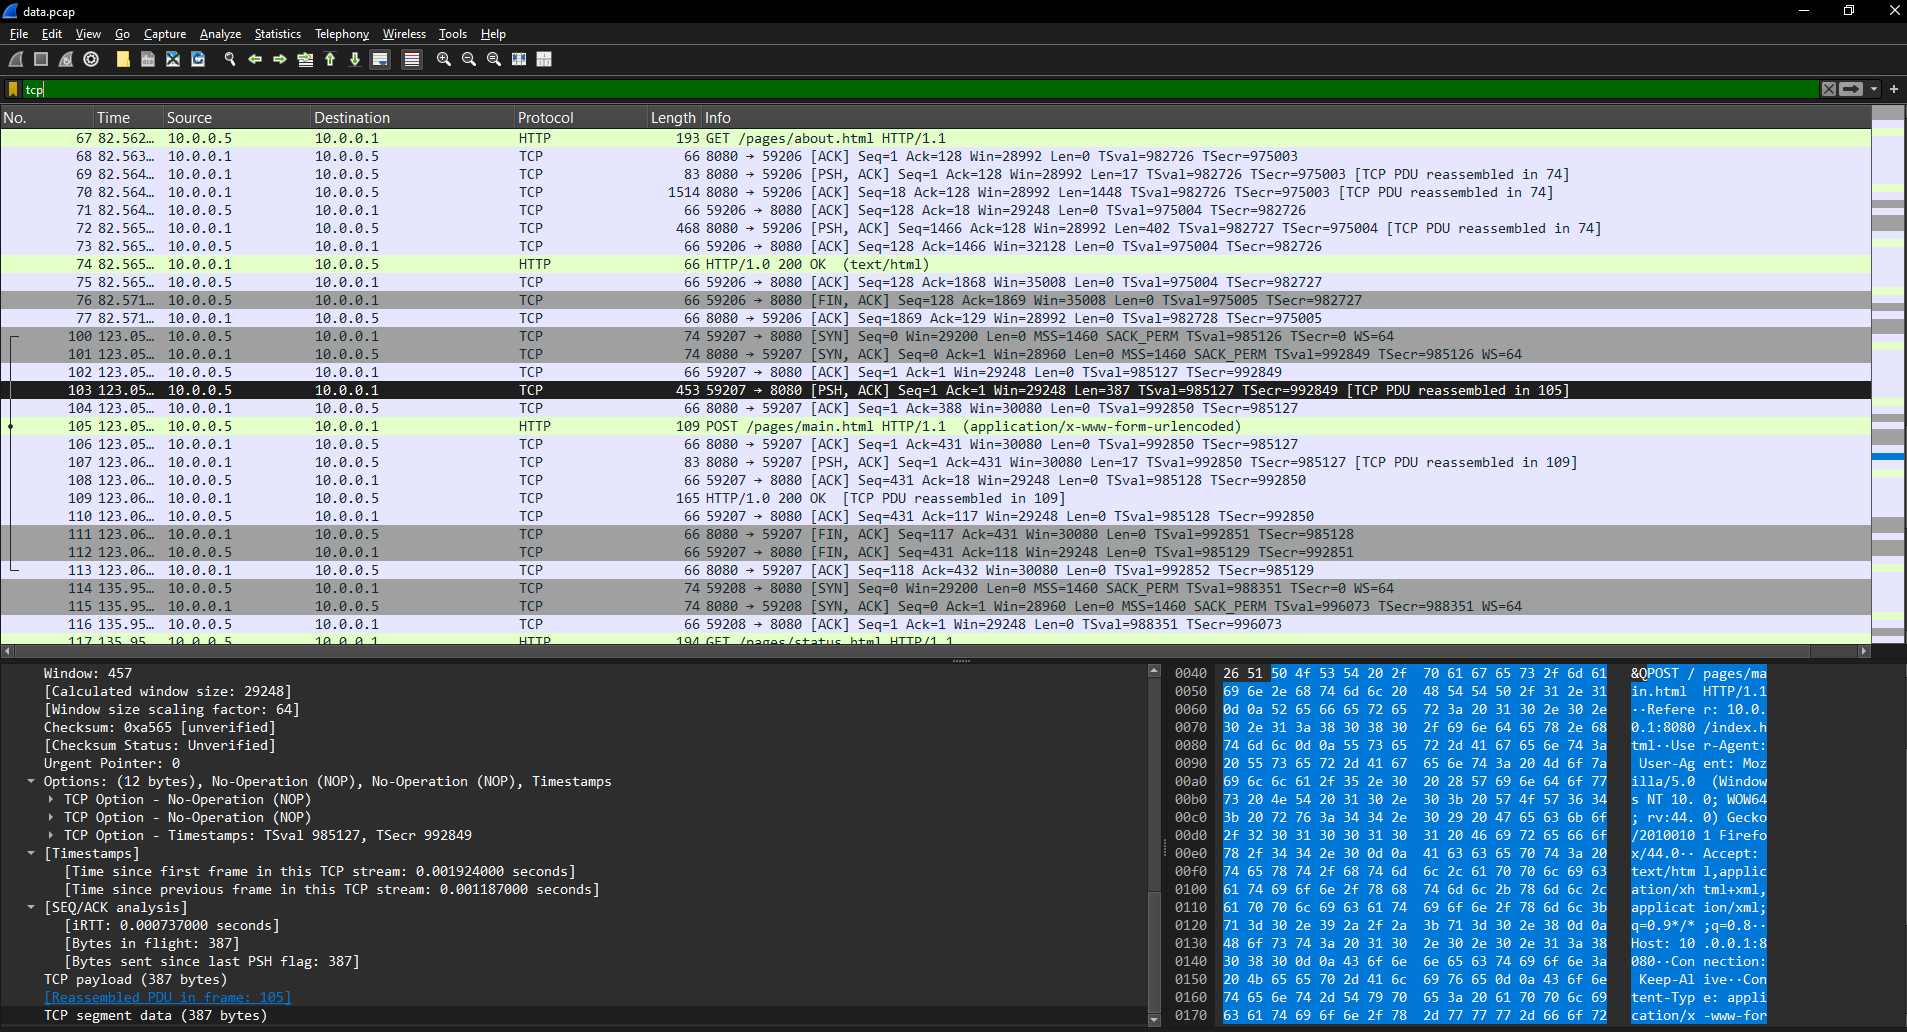 data.pcap
File Edit View Go Capture Analyze Statistics Telephony Wireless Tools Help
tcp
No. Time Source Destination Protocol Length Info
67 82.562… 10.0.0.5 10.0.0.1 HTTP 193 GET /pages/about.html HTTP/1.1
68 82.563… 10.0.0.1 10.0.0.5 TCP 66 8080 → 59206 [ACK] Seq=1 Ack=128 Win=28992 Len=0 TSval=982726 TSecr=975003
69 82.564… 10.0.0.1 10.0.0.5 TCP 83 8080 → 59206 [PSH, ACK] Seq=1 Ack=128 Win=28992 Len=17 TSval=982726 TSecr=975003 [TCP PDU reassembled in 74]
70 82.564… 10.0.0.1 10.0.0.5 TCP 1514 8080 → 59206 [ACK] Seq=18 Ack=128 Win=28992 Len=1448 TSval=982726 TSecr=975003 [TCP PDU reassembled in 74]
71 82.564… 10.0.0.5 10.0.0.1 TCP 66 59206 → 8080 [ACK] Seq=128 Ack=18 Win=29248 Len=0 TSval=975004 TSecr=982726
72 82.565… 10.0.0.1 10.0.0.5 TCP 468 8080 → 59206 [PSH, ACK] Seq=1466 Ack=128 Win=28992 Len=402 TSval=982727 TSecr=975004 [TCP PDU reassembled in 74]
73 82.565… 10.0.0.5 10.0.0.1 TCP 66 59206 → 8080 [ACK] Seq=128 Ack=1466 Win=32128 Len=0 TSval=975004 TSecr=982726
74 82.565… 10.0.0.1 10.0.0.5 HTTP 66 HTTP/1.0 200 OK (text/html)
75 82.565… 10.0.0.5 10.0.0.1 TCP 66 59206 → 8080 [ACK] Seq=128 Ack=1868 Win=35008 Len=0 TSval=975004 TSecr=982727
76 82.571… 10.0.0.5 10.0.0.1 TCP 66 59206 → 8080 [FIN, ACK] Seq=128 Ack=1869 Win=35008 Len=0 TSval=975005 TSecr=982727
77 82.571… 10.0.0.1 10.0.0.5 TCP 66 8080 → 59206 [ACK] Seq=1869 Ack=129 Win=28992 Len=0 TSval=982728 TSecr=975005
100 123.05… 10.0.0.5 10.0.0.1 TCP 74 59207 → 8080 [SYN] Seq=0 Win=29200 Len=0 MSS=1460 SACK_PERM TSval=985126 TSecr=0 WS=64
101 123.05… 10.0.0.1 10.0.0.5 TCP 74 8080 → 59207 [SYN, ACK] Seq=0 Ack=1 Win=28960 Len=0 MSS=1460 SACK_PERM TSval=992849 TSecr=985126 WS=64
102 123.05… 10.0.0.5 10.0.0.1 TCP 66 59207 → 8080 [ACK] Seq=1 Ack=1 Win=29248 Len=0 TSval=985127 TSecr=992849
103 123.05… 10.0.0.5 10.0.0.1 TCP 453 59207 → 8080 [PSH, ACK] Seq=1 Ack=1 Win=29248 Len=387 TSval=985127 TSecr=992849 [TCP PDU reassembled in 105]
104 123.05… 10.0.0.1 10.0.0.5 TCP 66 8080 → 59207 [ACK] Seq=1 Ack=388 Win=30080 Len=0 TSval=992850 TSecr=985127
105 123.05… 10.0.0.5 10.0.0.1 HTTP 109 POST /pages/main.html HTTP/1.1 (application/x-www-form-urlencoded)
106 123.05… 10.0.0.1 10.0.0.5 TCP 66 8080 → 59207 [ACK] Seq=1 Ack=431 Win=30080 Len=0 TSval=992850 TSecr=985127
107 123.06… 10.0.0.1 10.0.0.5 TCP 83 8080 → 59207 [PSH, ACK] Seq=1 Ack=431 Win=30080 Len=17 TSval=992850 TSecr=985127 [TCP PDU reassembled in 109]
108 123.06… 10.0.0.5 10.0.0.1 TCP 66 59207 → 8080 [ACK] Seq=431 Ack=18 Win=29248 Len=0 TSval=985128 TSecr=992850
109 123.06… 10.0.0.1 10.0.0.5 TCP 165 HTTP/1.0 200 OK [TCP PDU reassembled in 109]
110 123.06… 10.0.0.5 10.0.0.1 TCP 66 59207 → 8080 [ACK] Seq=431 Ack=117 Win=29248 Len=0 TSval=985128 TSecr=992850
111 123.06… 10.0.0.1 10.0.0.5 TCP 66 8080 → 59207 [FIN, ACK] Seq=117 Ack=431 Win=30080 Len=0 TSval=992851 TSecr=985128
112 123.06… 10.0.0.5 10.0.0.1 TCP 66 59207 → 8080 [FIN, ACK] Seq=431 Ack=118 Win=29248 Len=0 TSval=985129 TSecr=992851
113 123.06… 10.0.0.1 10.0.0.5 TCP 66 8080 → 59207 [ACK] Seq=118 Ack=432 Win=30080 Len=0 TSval=992852 TSecr=985129
114 135.95… 10.0.0.5 10.0.0.1 TCP 74 59208 → 8080 [SYN] Seq=0 Win=29200 Len=0 MSS=1460 SACK_PERM TSval=988351 TSecr=0 WS=64
115 135.95… 10.0.0.1 10.0.0.5 TCP 74 8080 → 59208 [SYN, ACK] Seq=0 Ack=1 Win=28960 Len=0 MSS=1460 SACK_PERM TSval=996073 TSecr=988351 WS=64
116 135.95… 10.0.0.5 10.0.0.1 TCP 66 59208 → 8080 [ACK] Seq=1 Ack=1 Win=29248 Len=0 TSval=988351 TSecr=996073
117 135.95… 10.0.0.5 10.0.0.1 HTTP 194 GET /pages/status.html HTTP/1.1
Window: 457
[Calculated window size: 29248]
[Window size scaling factor: 64]
Checksum: 0xa565 [unverified]
[Checksum Status: Unverified]
Urgent Pointer: 0
Options: (12 bytes), No-Operation (NOP), No-Operation (NOP), Timestamps
TCP Option - No-Operation (NOP)
TCP Option - No-Operation (NOP)
TCP Option - Timestamps: TSval 985127, TSecr 992849
[Timestamps]
[Time since first frame in this TCP stream: 0.001924000 seconds]
[Time since previous frame in this TCP stream: 0.001187000 seconds]
[SEQ/ACK analysis]
[iRTT: 0.000737000 seconds]
[Bytes in flight: 387]
[Bytes sent since last PSH flag: 387]
TCP payload (387 bytes)
[Reassembled PDU in frame: 105]
TCP segment data (387 bytes)
0040 26 51 50 4f 53 54 20 2f 70 61 67 65 73 2f 6d 61 &QPOST / pages/ma
0050 69 6e 2e 68 74 6d 6c 20 48 54 54 50 2f 31 2e 31 in.html HTTP/1.1
0060 0d 0a 52 65 66 65 72 65 72 3a 20 31 30 2e 30 2e ··Refere r: 10.0.
0070 30 2e 31 3a 38 30 38 30 2f 69 6e 64 65 78 2e 68 0.1:8080 /index.h
0080 74 6d 6c 0d 0a 55 73 65 72 2d 41 67 65 6e 74 3a tml··Use r-Agent:
0090 20 55 73 65 72 2d 41 67 65 6e 74 3a 20 4d 6f 7a User-Ag ent: Moz
00a0 69 6c 6c 61 2f 35 2e 30 20 28 57 69 6e 64 6f 77 illa/5.0 (Window
00b0 73 20 4e 54 20 31 30 2e 30 3b 20 57 4f 57 36 34 s NT 10. 0; WOW64
00c0 3b 20 72 76 3a 34 34 2e 30 29 20 47 65 63 6b 6f ; rv:44. 0) Gecko
00d0 2f 32 30 31 30 30 31 30 31 20 46 69 72 65 66 6f /2010010 1 Firefo
00e0 78 2f 34 34 2e 30 0d 0a 41 63 63 65 70 74 3a 20 x/44.0·· Accept:
00f0 74 65 78 74 2f 68 74 6d 6c 2c 61 70 70 6c 69 63 text/htm l,applic
0100 61 74 69 6f 6e 2f 78 68 74 6d 6c 2b 78 6d 6c 2c ation/xh tml+xml,
0110 61 70 70 6c 69 63 61 74 69 6f 6e 2f 78 6d 6c 3b applicat ion/xml;
0120 71 3d 30 2e 39 2a 2f 2a 3b 71 3d 30 2e 38 0d 0a q=0.9*/* ;q=0.8··
0130 48 6f 73 74 3a 20 31 30 2e 30 2e 30 2e 31 3a 38 Host: 10 .0.0.1:8
0140 30 38 30 0d 0a 43 6f 6e 6e 65 63 74 69 6f 6e 3a 080··Con nection:
0150 20 4b 65 65 70 2d 41 6c 69 76 65 0d 0a 43 6f 6e Keep-Al ive··Con
0160 74 65 6e 74 2d 54 79 70 65 3a 20 61 70 70 6c 69 tent-Typ e: appli
0170 63 61 74 69 6f 6e 2f 78 2d 77 77 77 2d 66 6f 72 cation/x -www-for